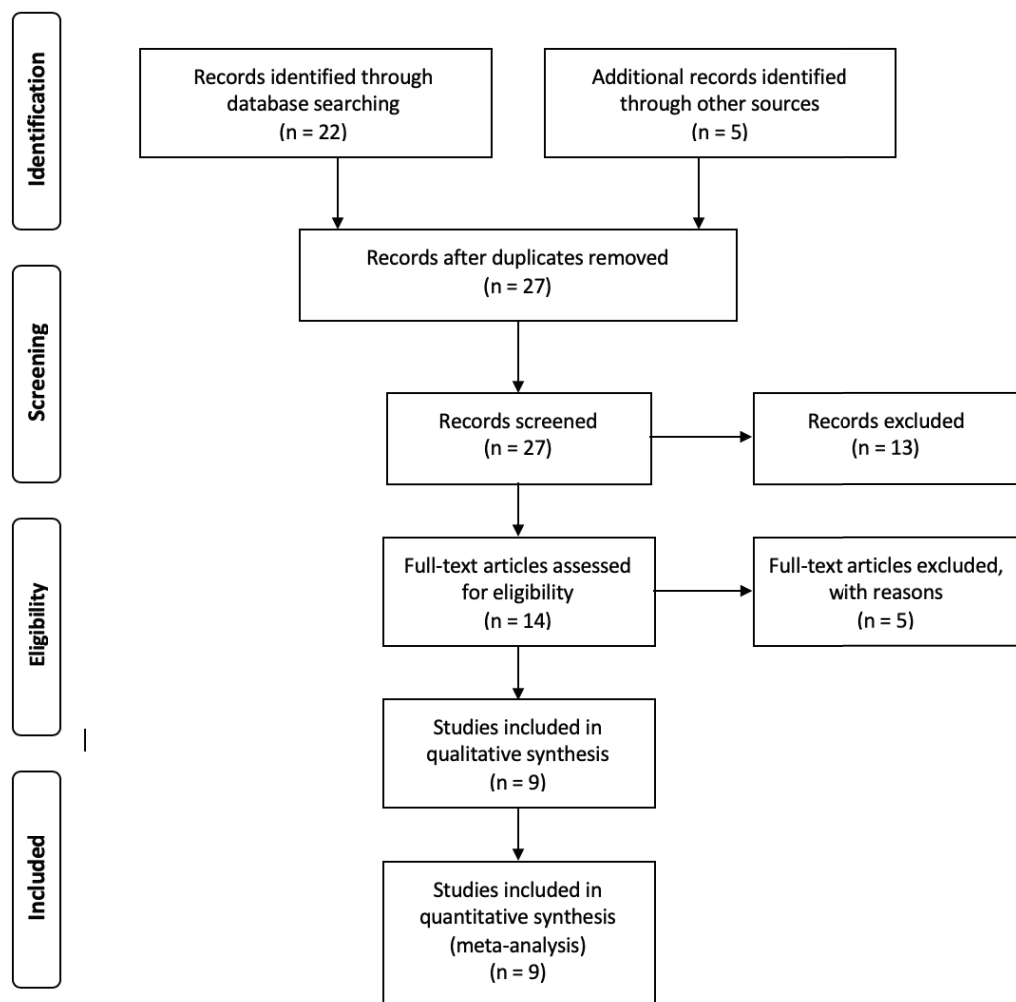 Identification
Records identified through
database searching
(n = 22)
Additional records identified
through other sources
(n = 5)
Records after duplicates removed
(n = 27)
Screening
Records screened
(n = 27)
Records excluded
(n = 13)
Eligibility
Full-text articles assessed
for eligibility
(n = 14)
Full-text articles excluded,
with reasons
(n = 5)
Studies included in
qualitative synthesis
(n = 9)
Included
Studies included in
quantitative synthesis
(meta-analysis)
(n = 9)